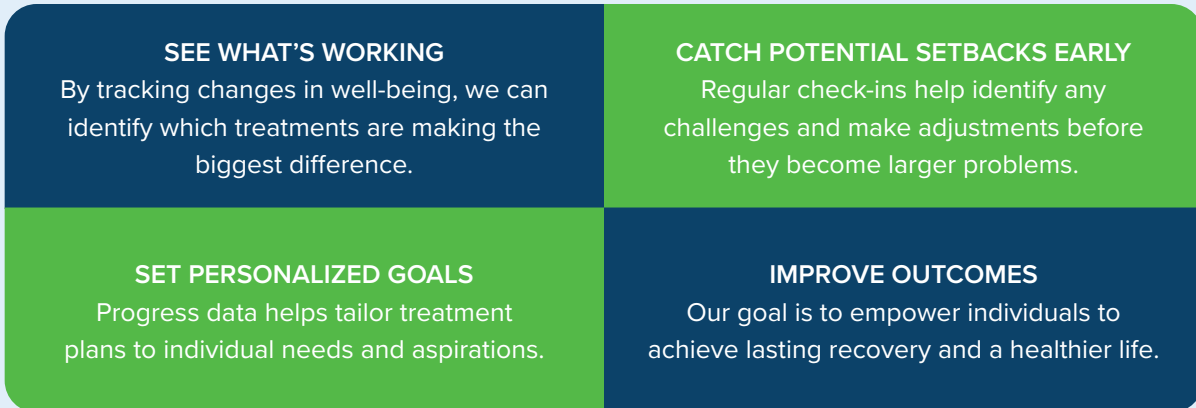 SEE WHAT’S WORKING
By tracking changes in well-being, we can
identify which treatments are making the
biggest difference.
CATCH POTENTIAL SETBACKS EARLY
Regular check-ins help identify any
challenges and make adjustments before
they become larger problems.
SET PERSONALIZED GOALS
Progress data helps tailor treatment
plans to individual needs and aspirations.
IMPROVE OUTCOMES
Our goal is to empower individuals to
achieve lasting recovery and a healthier life.